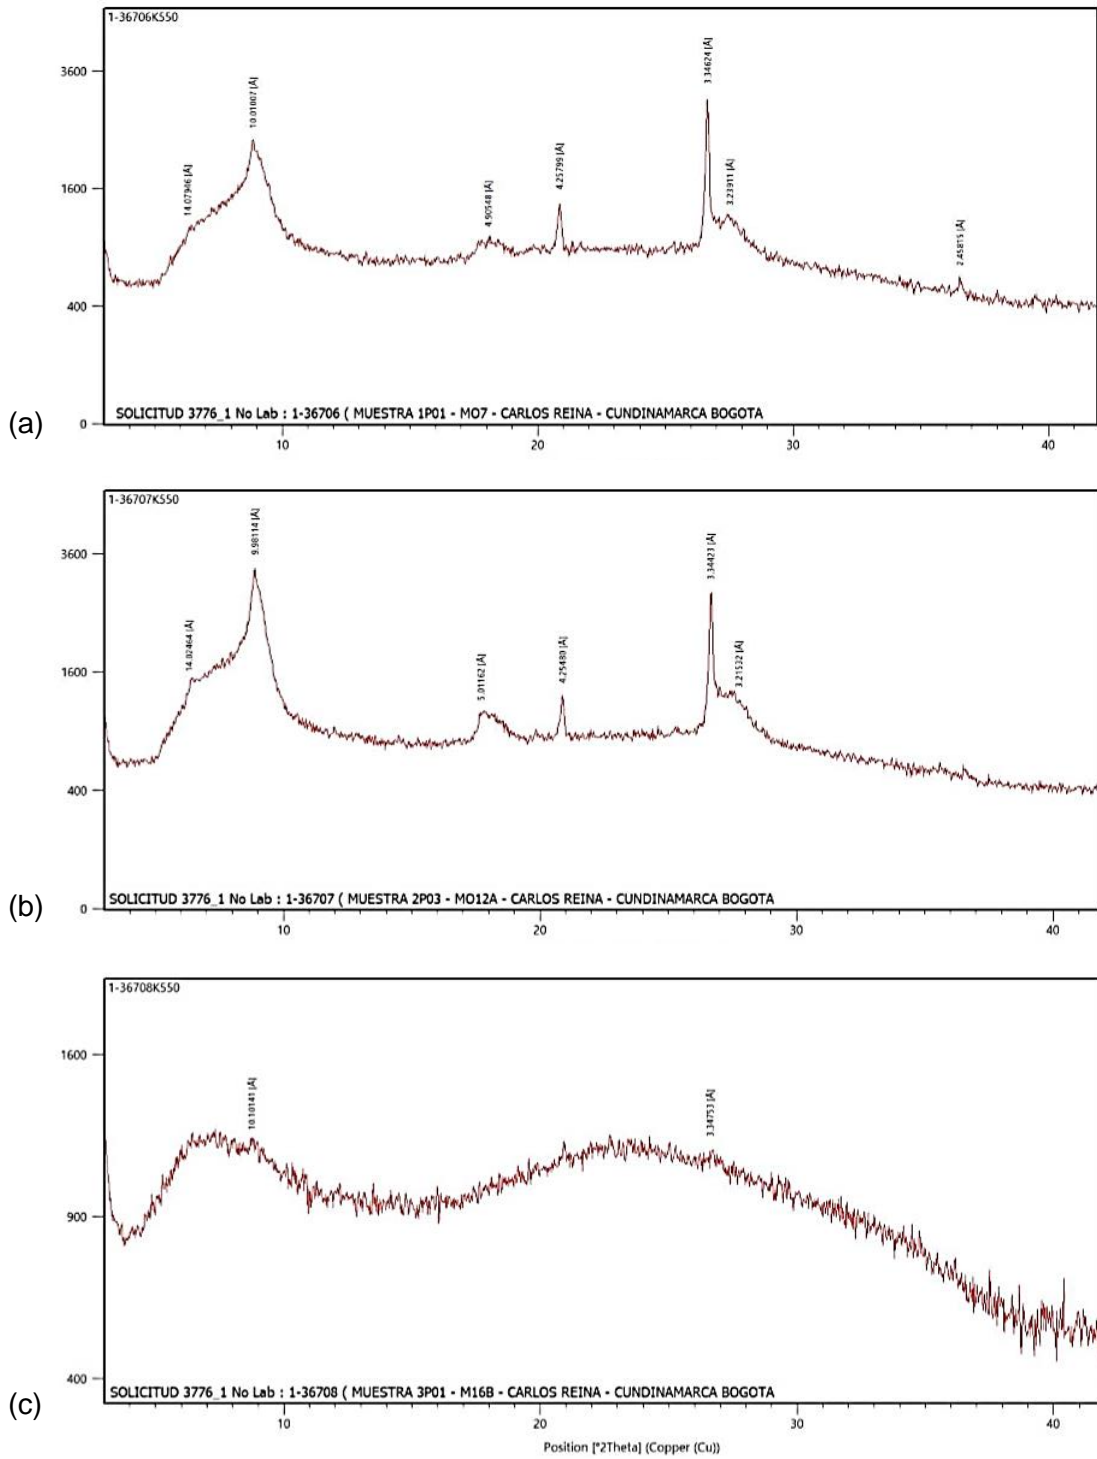 1-36706K550
3600
1600
400
0
14.07946 [Å]
10.01007 [Å]
4.90548 [Å]
4.25799 [Å]
3.34624 [Å]
3.23911 [Å]
2.45815 [Å]
(a)
SOLICITUD 3776_1 No Lab : 1-36706 ( MUESTRA 1P01 - MO7 - CARLOS REINA - CUNDINAMARCA BOGOTA
10 20 30 40
1-36707K550
3600
1600
400
0
14.02464 [Å]
9.98114 [Å]
5.01162 [Å]
4.25480 [Å]
3.34423 [Å]
3.21532 [Å]
(b)
SOLICITUD 3776_1 No Lab : 1-36707 ( MUESTRA 2P03 - MO12A - CARLOS REINA - CUNDINAMARCA BOGOTA
10 20 30 40
1-36708K550
1600
900
400
10.10141 [Å]
3.34753 [Å]
(c)
SOLICITUD 3776_1 No Lab : 1-36708 ( MUESTRA 3P01 - M16B - CARLOS REINA - CUNDINAMARCA BOGOTA
10 20 30 40
Position [°2Theta] (Copper (Cu))